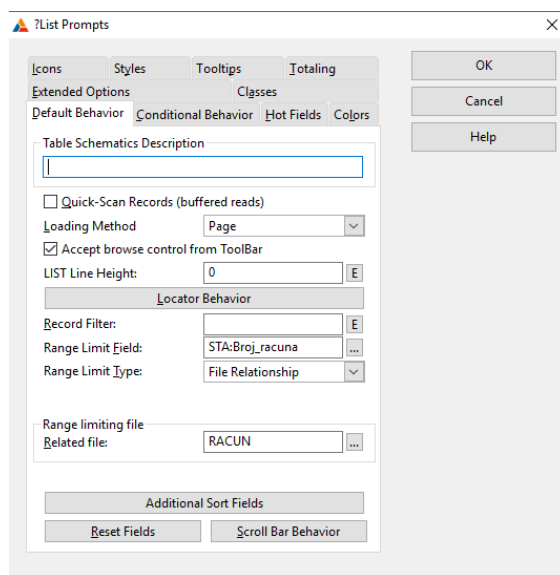 ?List Prompts
Icons Styles Tooltips Totaling
Extended Options Classes
Default Behavior Conditional Behavior Hot Fields Colors
Table Schematics Description
Quick-Scan Records (buffered reads)
Loading Method Page
Accept browse control from ToolBar
LIST Line Height: 0 E
Locator Behavior
Record Filter: E
Range Limit Field: STA:Broj_racuna ...
Range Limit Type: File Relationship
Range limiting file
Related file: RACUN ...
Additional Sort Fields
Reset Fields Scroll Bar Behavior
OK
Cancel
Help